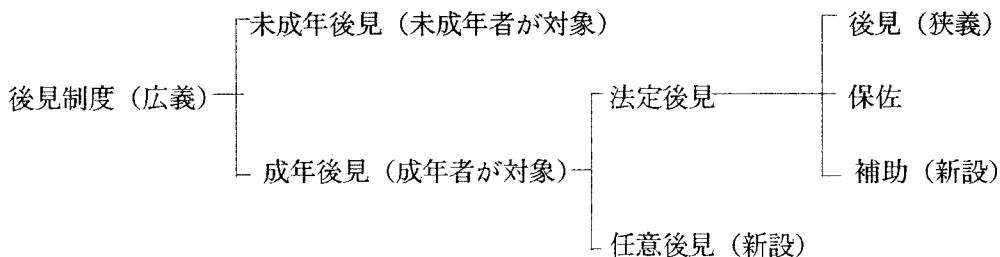 未成年後見（未成年者が対象）
後見（狭義）
後見制度（広義）
法定後見
保佐
成年後見（成年者が対象）
補助（新設）
任意後見（新設）